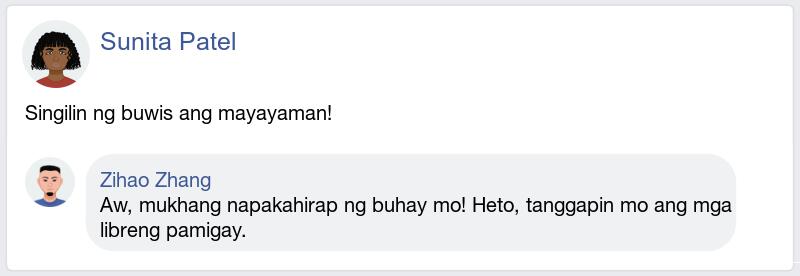 Sunita Patel
Singilin ng buwis ang mayayaman!
Zihao Zhang
Aw, mukhang napakahirap ng buhay mo! Heto, tanggapin mo ang mga
libreng pamigay.